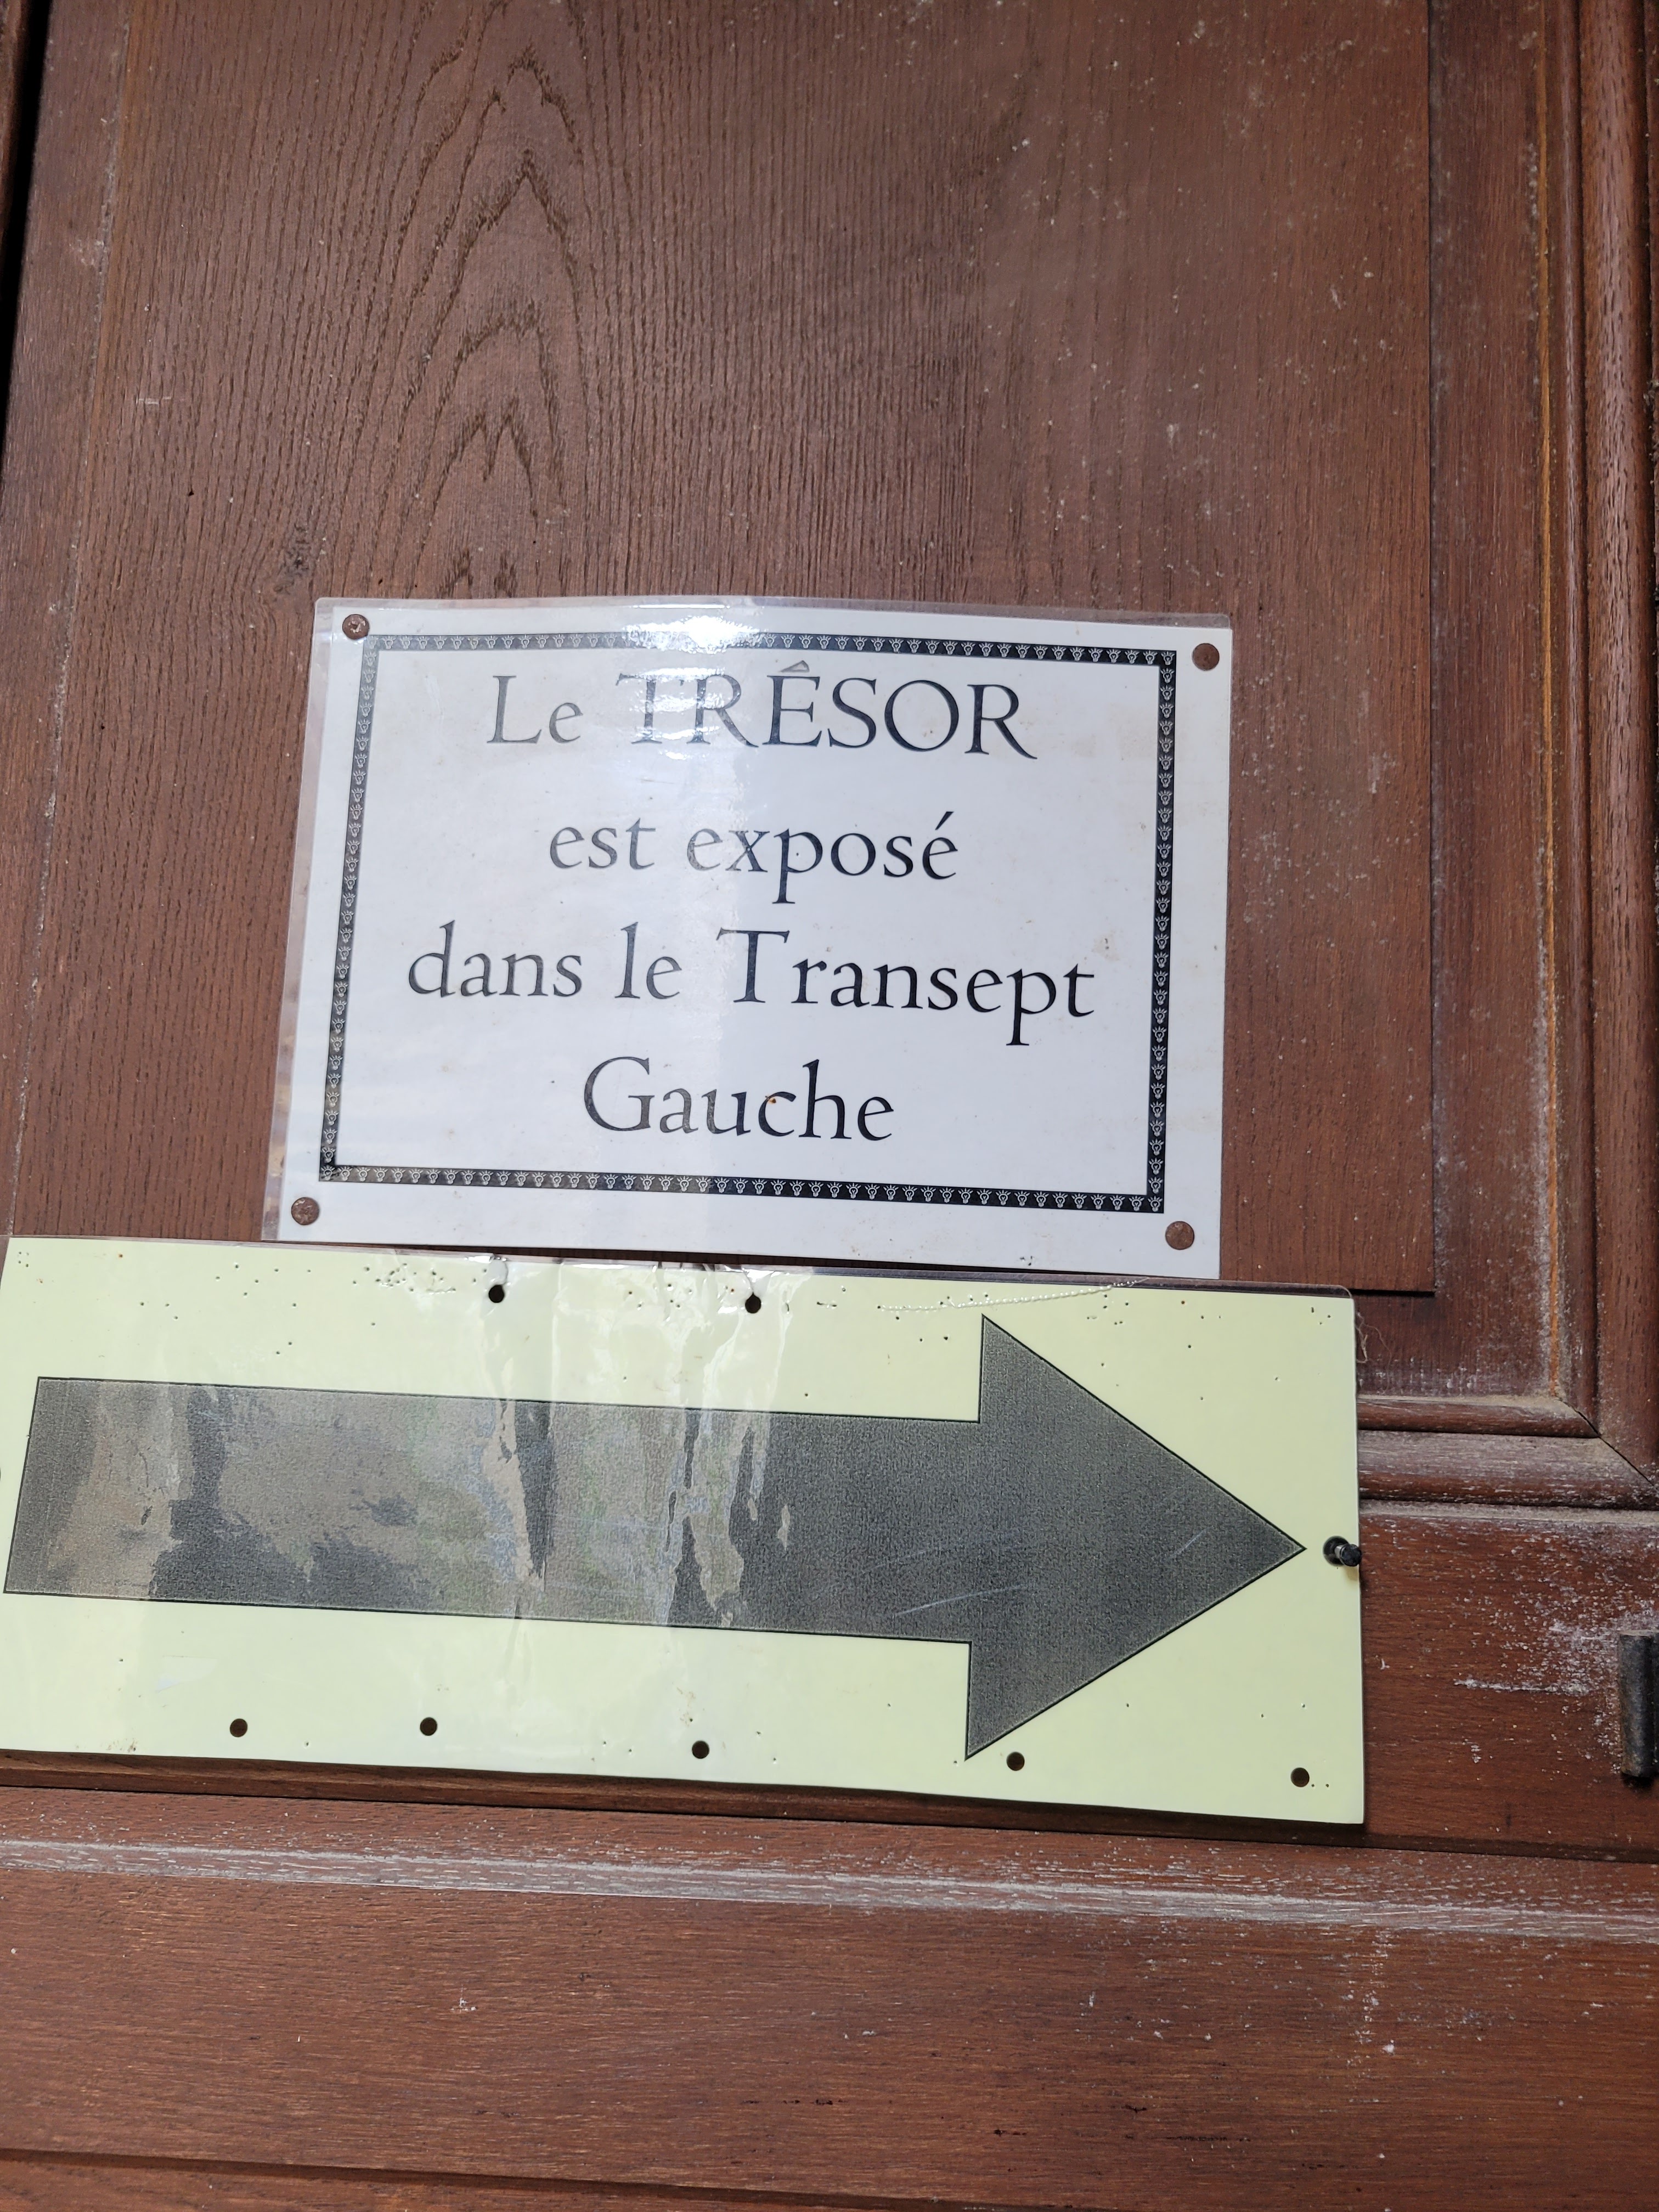 Le TRÊSOR
est exposé
dans le Transept
Gauche